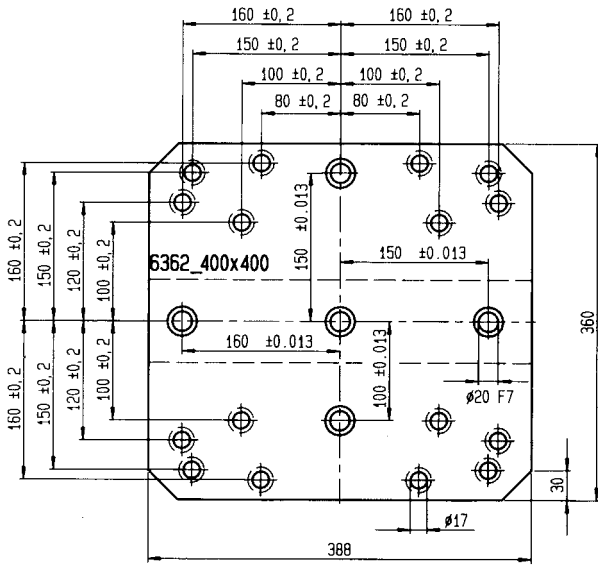 160 ±0,2 160 ±0,2
150 ±0,2 150 ±0,2
100 ±0,2 100 ±0,2
80 ±0,2 80 ±0,2
160 ±0,2
150 ±0,2
120 ±0,2
100 ±0,2
150 ±0.013
150 ±0.013
6362_400x400
360
160 ±0.013
100 ±0.013
160 ±0,2
150 ±0,2
120 ±0,2
100 ±0,2
ø20 F7
30
ø17
388